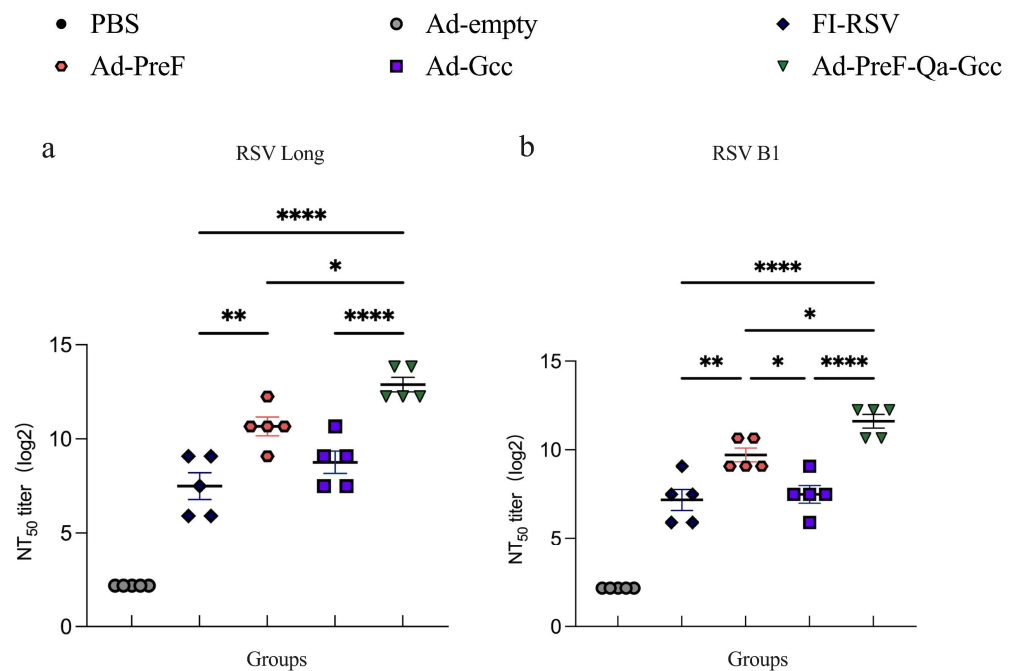 PBS
Ad-empty
FI-RSV
Ad-PreF
Ad-Gcc
Ad-PreF-Qa-Gcc
a
RSV Long
b
RSV B1
****
*
**
****
15
10
5
0
NT50 titer (log2)
Groups
****
*
**
*
****
15
10
5
0
NT50 titer (log2)
Groups